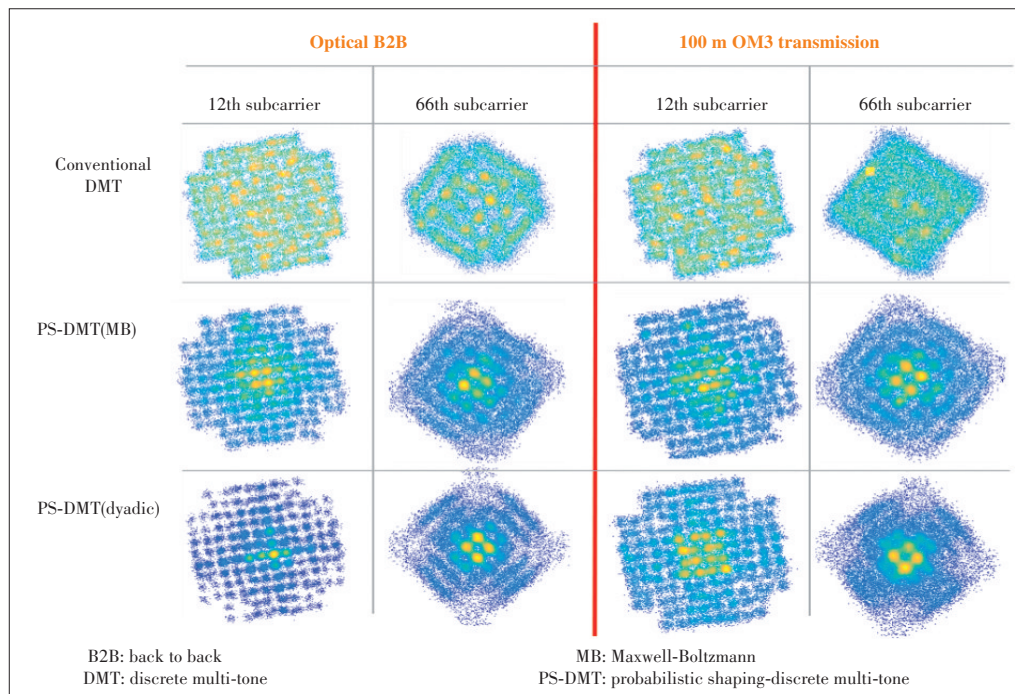 Optical B2B
100 m OM3 transmission
12th subcarrier
66th subcarrier
12th subcarrier
66th subcarrier
Conventional
DMT
PS-DMT(MB)
PS-DMT(dyadic)
B2B: back to back
MB: Maxwell-Boltzmann
DMT: discrete multi-tone
PS-DMT: probabilistic shaping-discrete multi-tone